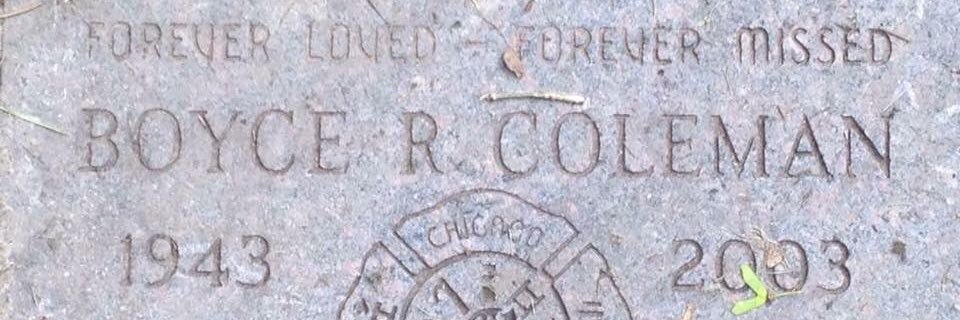 FOREVER LOVED - FOREVER MISSED
BOYCE R. COLEMAN
1943 2003
CHICAGO